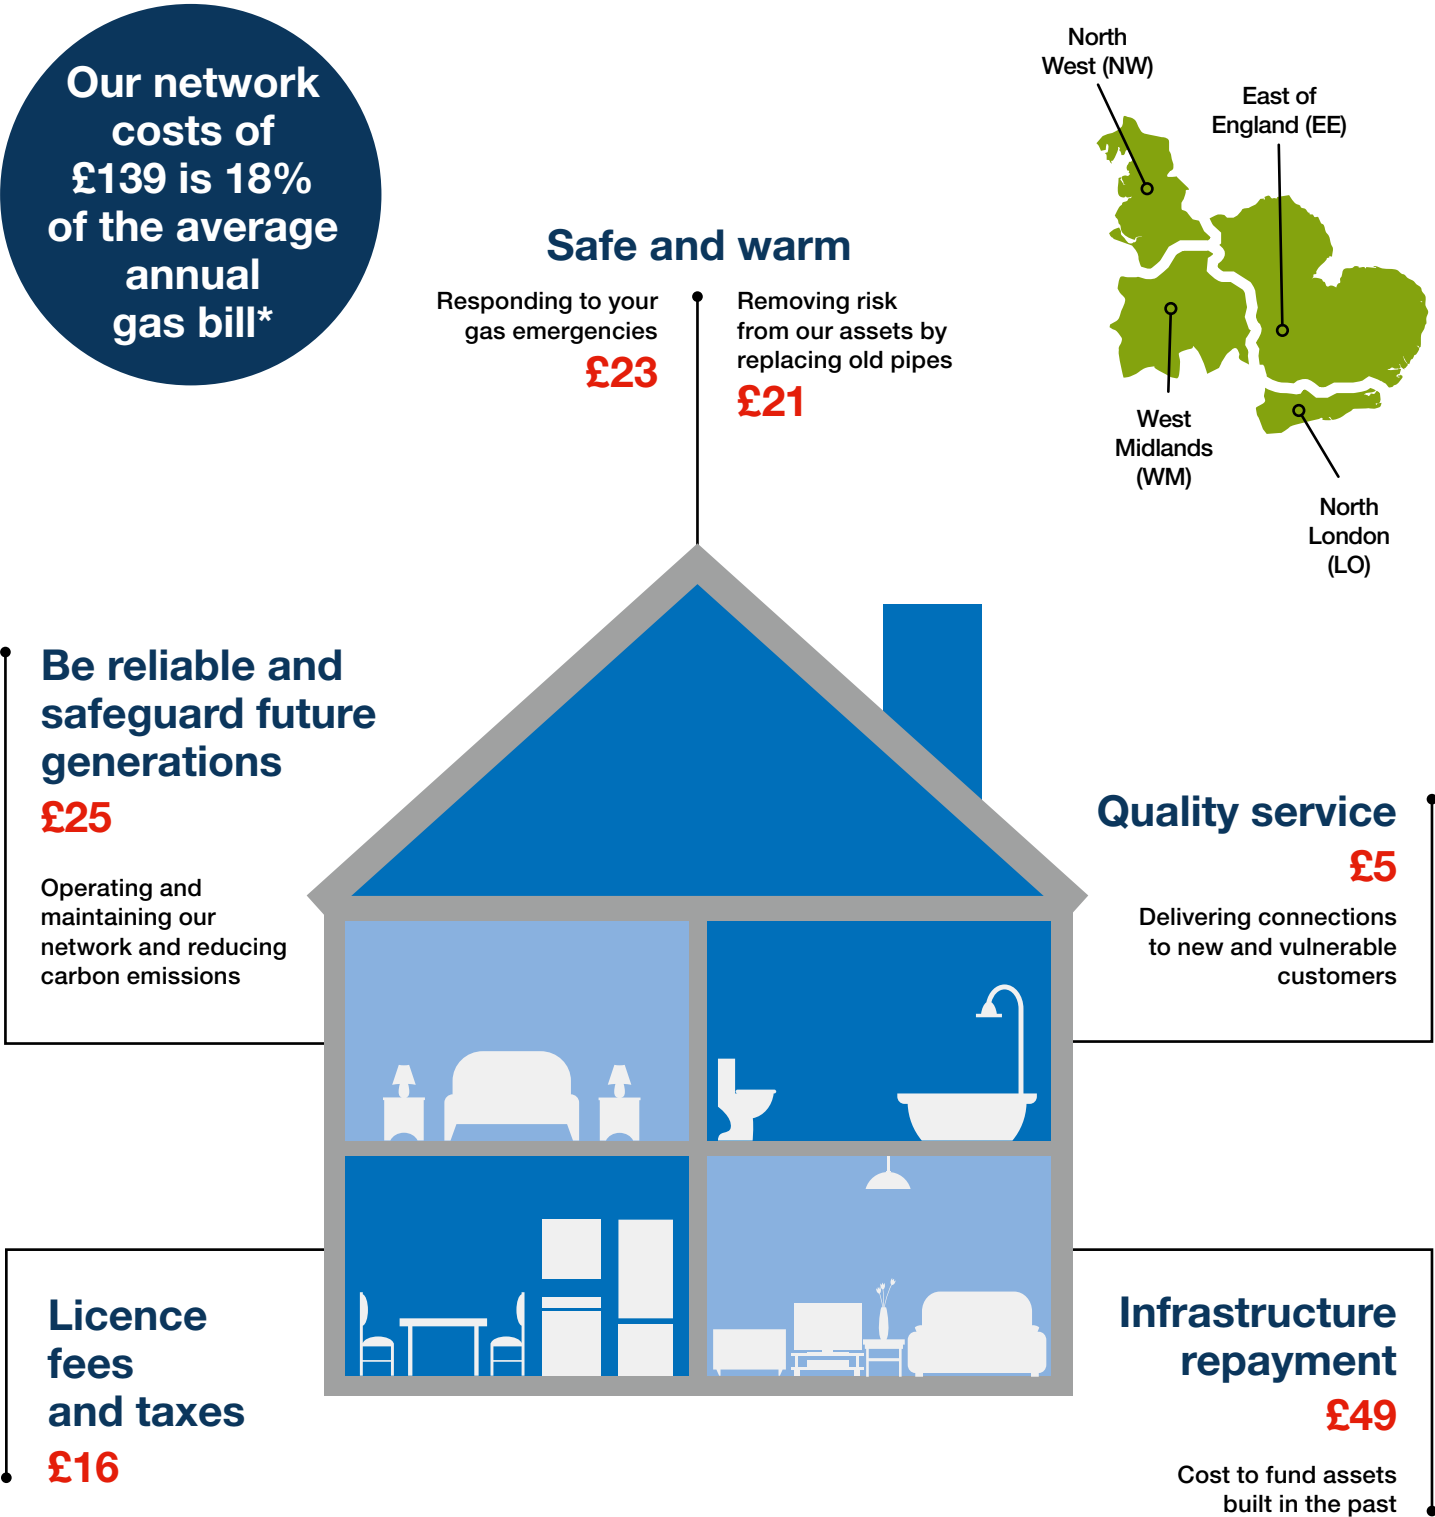 Our network
costs of
£139 is 18%
of the average
annual
gas bill*
North
West (NW)
East of
England (EE)
West
Midlands
(WM)
North
London
(LO)
Safe and warm
Responding to your
gas emergencies
£23
Removing risk
from our assets by
replacing old pipes
£21
Be reliable and
safeguard future
generations
£25
Operating and
maintaining our
network and reducing
carbon emissions
Quality service
£5
Delivering connections
to new and vulnerable
customers
Licence
fees
and taxes
£16
Infrastructure
repayment
£49
Cost to fund assets
built in the past